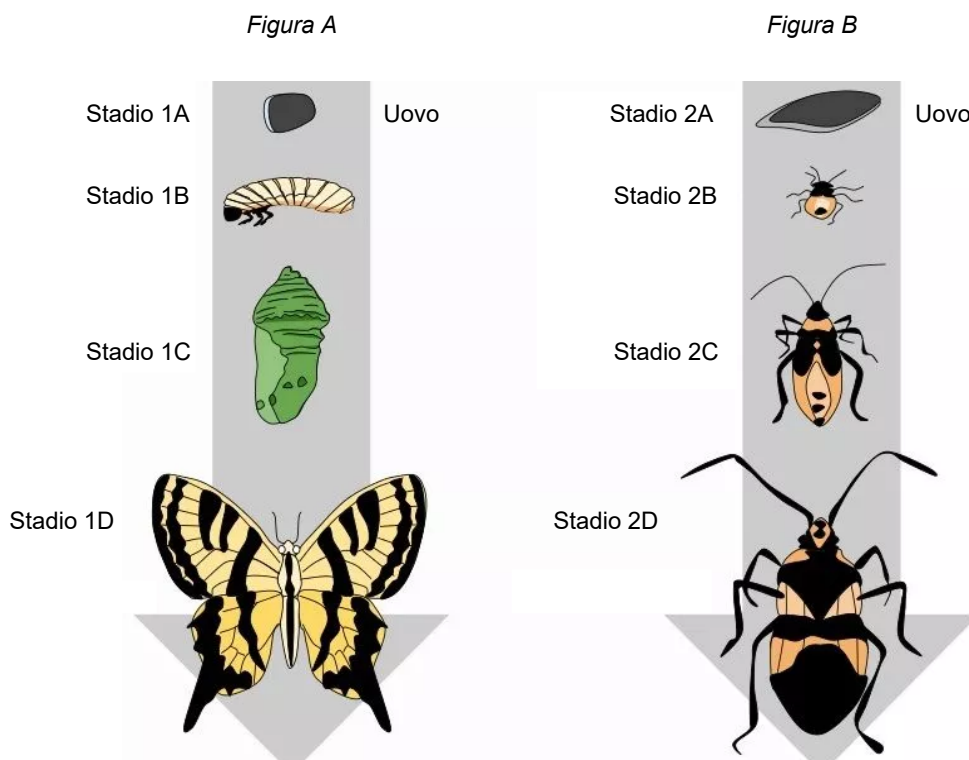 Figura A
Figura B
Stadio 1A
Uovo
Stadio 2A
Uovo
Stadio 1B
Stadio 2B
Stadio 1C
Stadio 2C
Stadio 1D
Stadio 2D